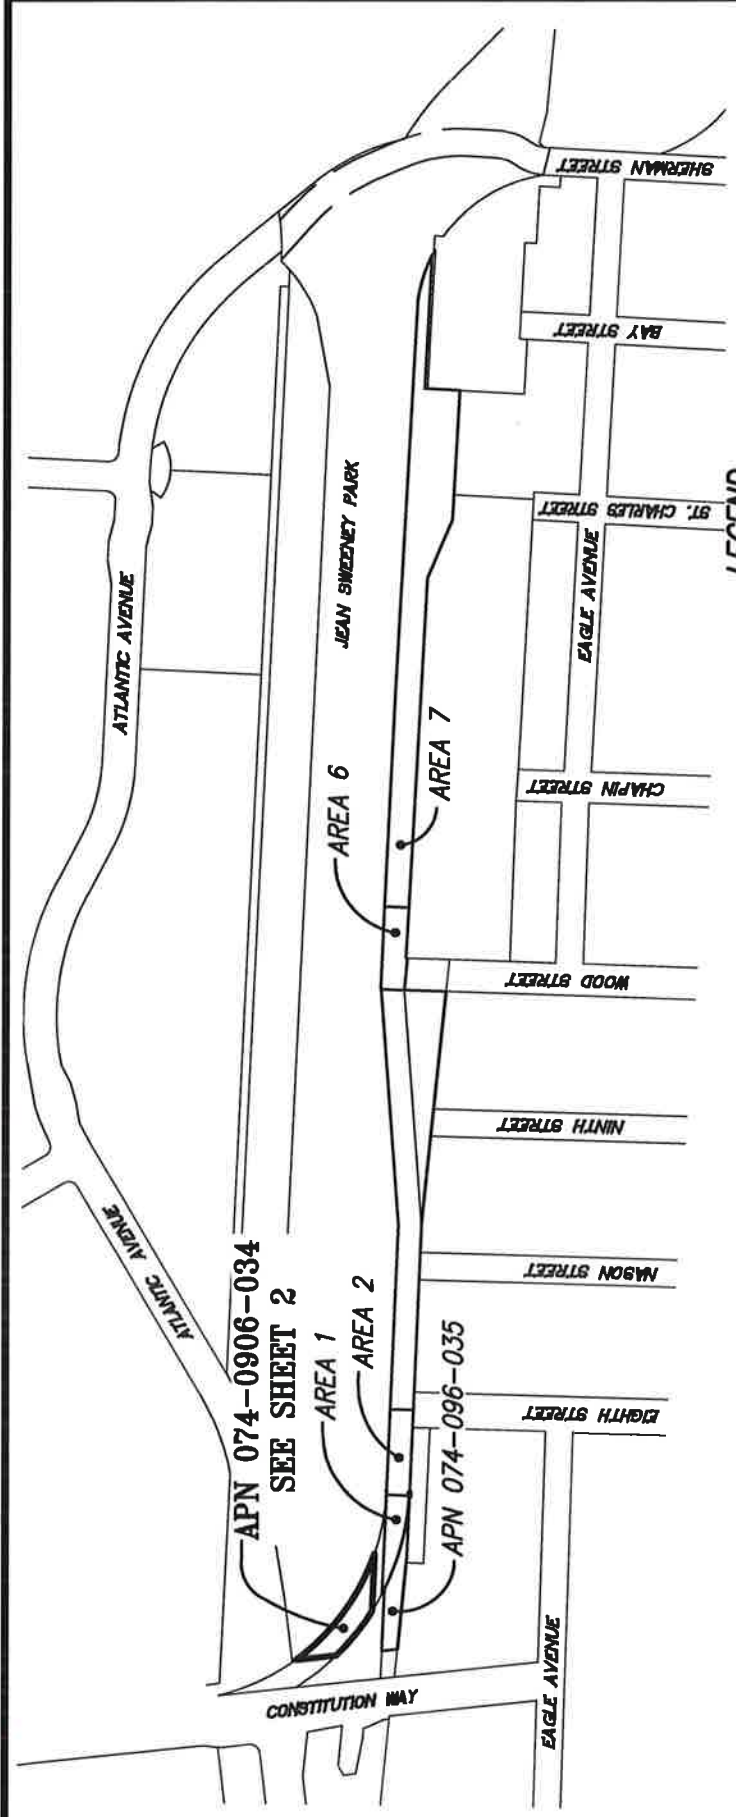 SHERMAN STREET
BAY STREET
ST. CHARLES STREET
EAGLE AVENUE
CHAPIN STREET
WOOD STREET
NINTH STREET
NASON STREET
EIGHTH STREET
EAGLE AVENUE
CONSTITUTION WAY
ATLANTIC AVENUE
ATLANTIC AVENUE
JEAN SWEENEY PARK
AREA 6
AREA 7
APN 074-0906-034
SEE SHEET 2
AREA 1
AREA 2
APN 074-096-035
LEGEND